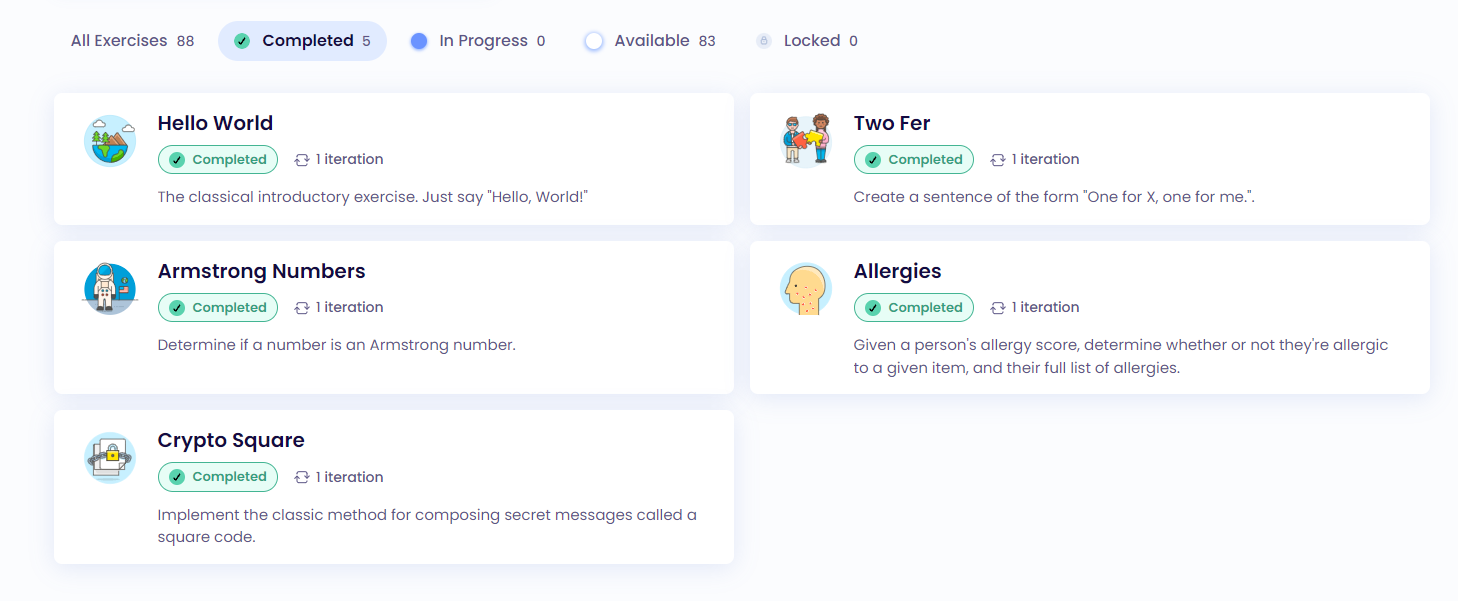 All Exercises 88 Completed 5 In Progress 0 Available 83 Locked 0
Hello World
Completed 1 iteration
The classical introductory exercise. Just say "Hello, World!"
Two Fer
Completed 1 iteration
Create a sentence of the form "One for X, one for me.".
Armstrong Numbers
Completed 1 iteration
Determine if a number is an Armstrong number.
Allergies
Completed 1 iteration
Given a person's allergy score, determine whether or not they're allergic
to a given item, and their full list of allergies.
Crypto Square
Completed 1 iteration
Implement the classic method for composing secret messages called a
square code.